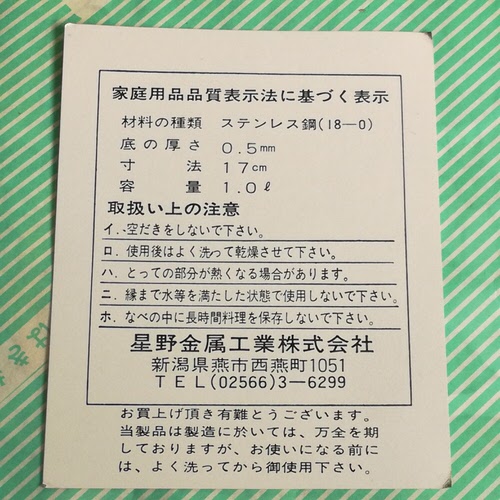 家庭用品品質表示法に基づく表示
材料の種類 ステンレス鋼(18—0)
底の厚さ 0.5mm
寸法 17cm
容量 1.0ℓ
取扱い上の注意
イ.空だきをしないで下さい。
ロ.使用後はよく洗って乾燥させて下さい。
ハ.とっての部分が熱くなる場合があります。
ニ.縁まで水等を満たした状態で使用しないで下さい。
ホ.なべの中に長時間料理を保存しないで下さい。
星野金属工業株式会社
新潟県燕市西燕町1051
TEL(02566)3—6299
お買上げ頂き有難とうございます。
当製品は製造に於いては、万全を期
しておりますが、お使いになる前に
は、よく洗ってから御使用下さい。